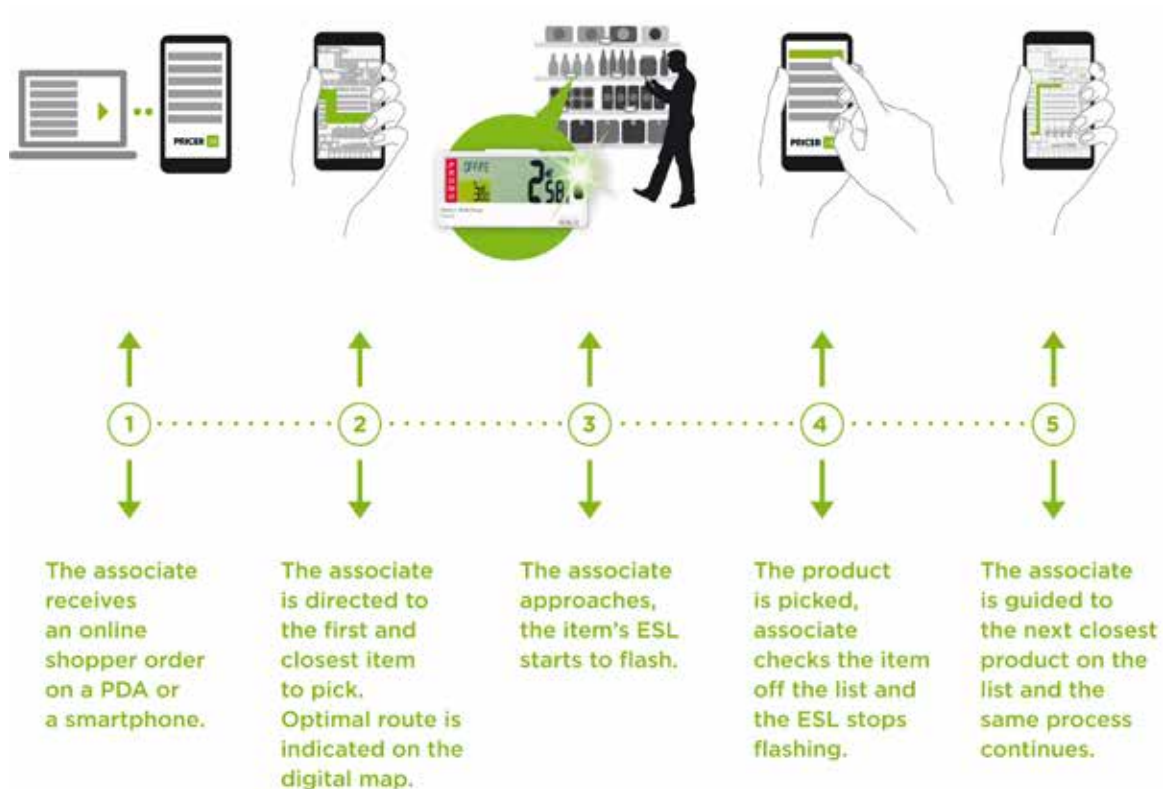 PRICER
PRICER
PROMO
2
58
1
2
3
4
5
The associate
receives
an online
shopper order
on a PDA or
a smartphone.
The associate
is directed to
the first and
closest item
to pick.
Optimal route is
indicated on the
digital map.
The associate
approaches,
the item's ESL
starts to flash.
The product
is picked,
associate
checks the item
off the list and
the ESL stops
flashing.
The associate
is guided to
the next closest
product on the
list and the
same process
continues.